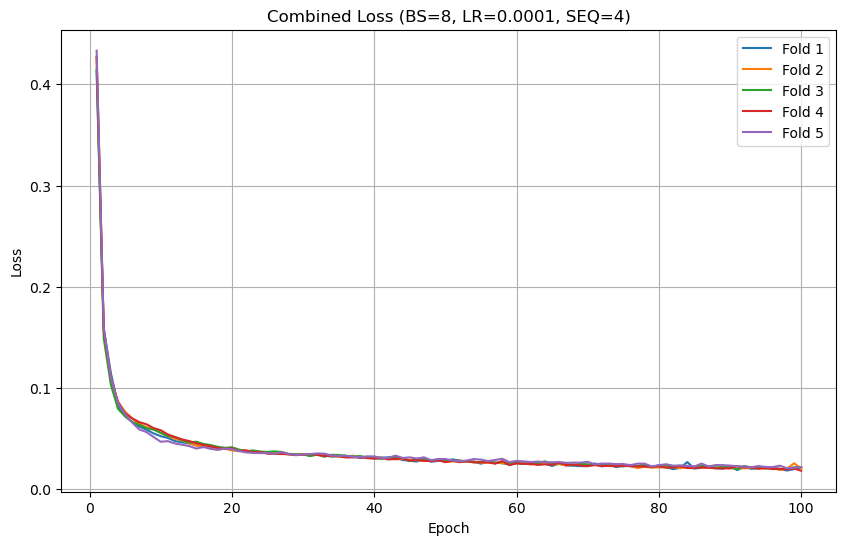 Combined Loss (BS=8, LR=0.0001, SEQ=4)
Fold 1
Fold 2
Fold 3
Fold 4
Fold 5
Loss
0.4
0.3
0.2
0.1
0.0
0 20 40 60 80 100
Epoch